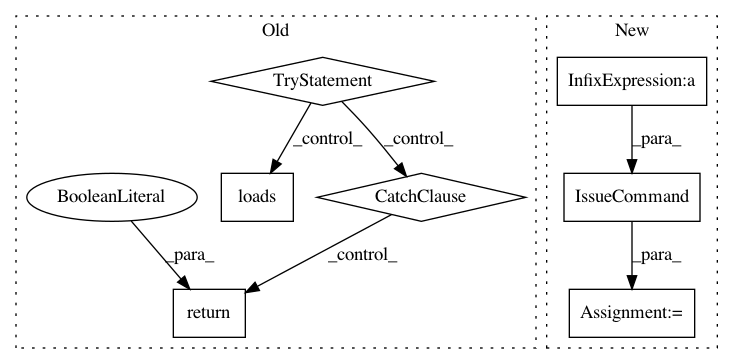 Old
New
TryStatement
InfixExpression:a
_control_
_control_
_para_
BooleanLiteral
loads
CatchClause
IssueCommand
_para_
_control_
_para_
return
Assignment:=